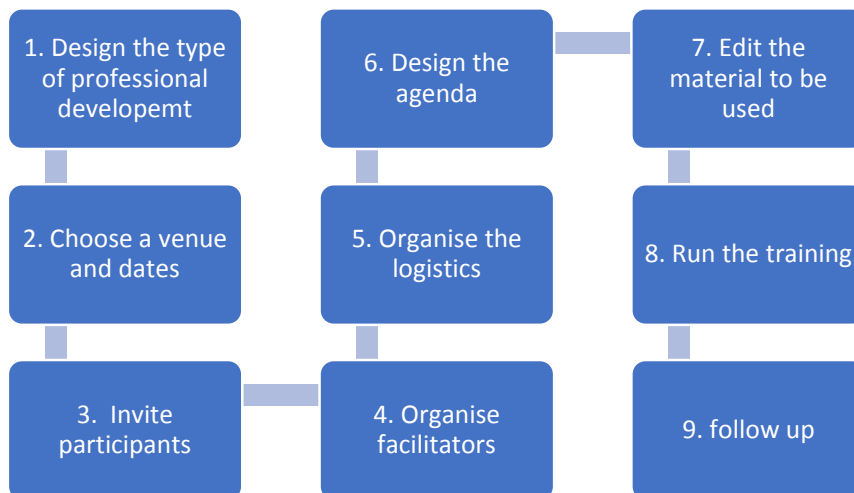 1. Design the type
of professional
developemt
2. Choose a venue
and dates
3.  Invite
participants
4. Organise
facilitators
5. Organise the
logistics
6. Design the
agenda
7. Edit the
material to be
used
8. Run the training
9. follow up